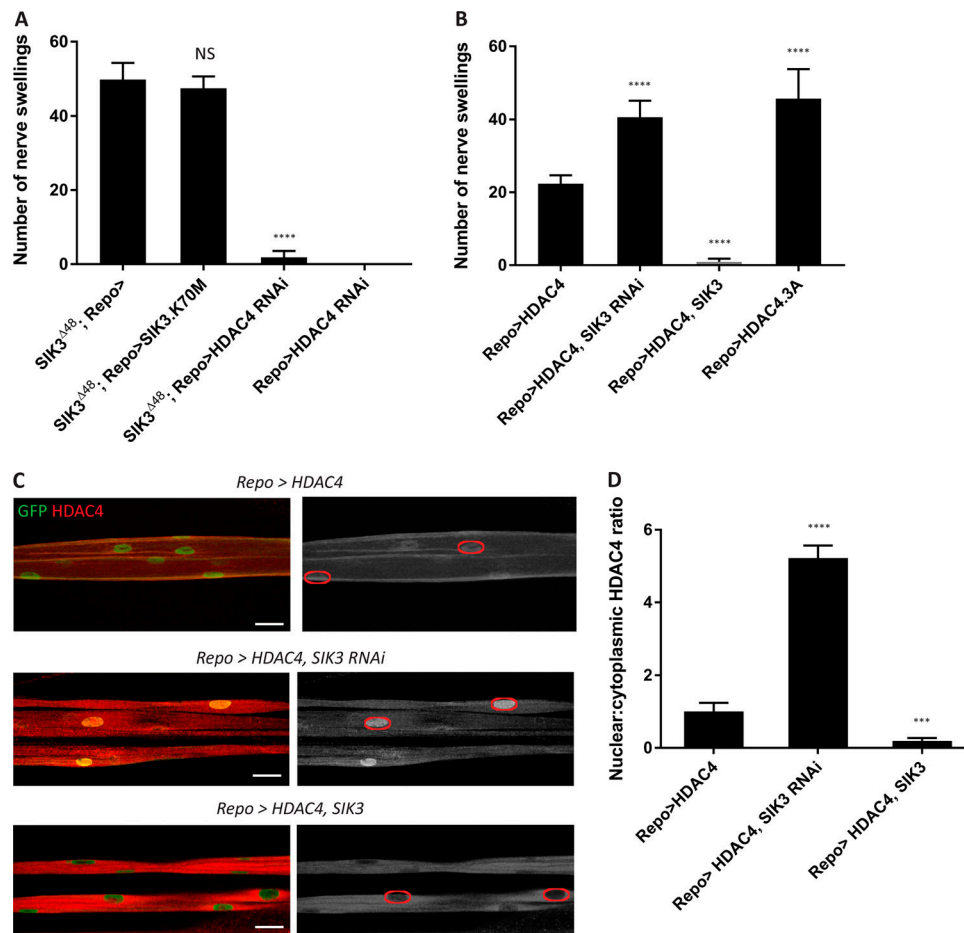 A
Number of nerve swellings
60
40
20
0
NS
****
SIK3Δ48; Repo>
SIK3Δ48; Repo>SIK3.K70M
SIK3Δ48; Repo>HDAC4 RNAi
Repo>HDAC4 RNAi
B
Number of nerve swellings
60
40
20
0
****
****
****
Repo>HDAC4
Repo>HDAC4, SIK3 RNAi
Repo>HDAC4, SIK3
Repo>HDAC4.3A
C
Repo > HDAC4
GFP HDAC4
Repo > HDAC4, SIK3 RNAi
Repo > HDAC4, SIK3
D
Nuclear:cytoplasmic HDAC4 ratio
6
4
2
0
****
***
Repo>HDAC4
Repo> HDAC4, SIK3 RNAi
Repo> HDAC4, SIK3